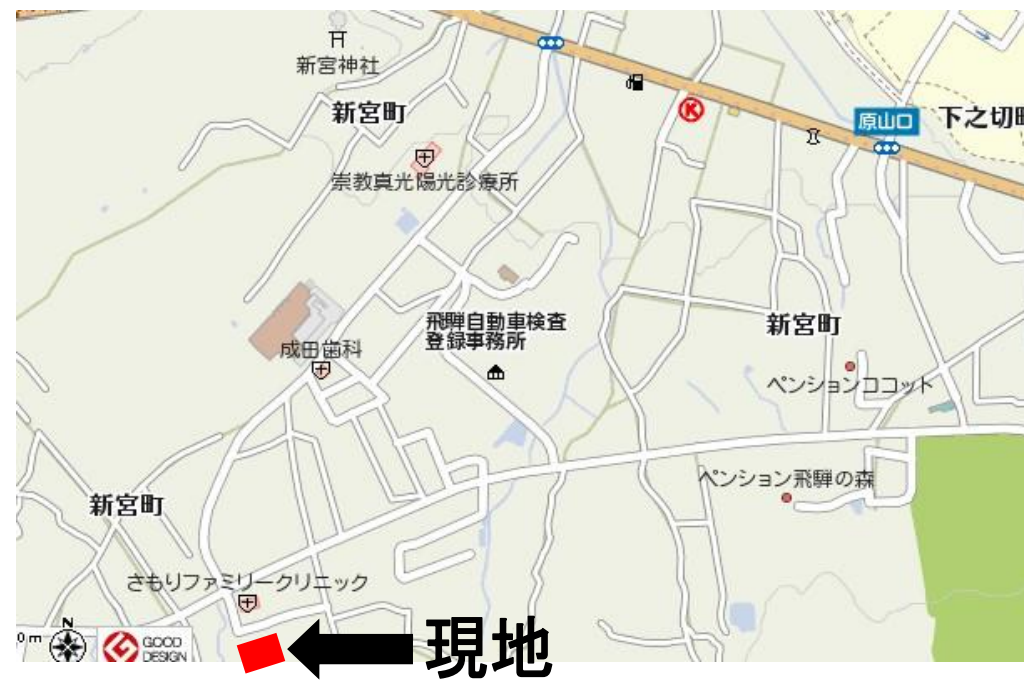 新宮神社
新宮町
崇教真光陽光診療所
K
原山口
下之切町
飛騨自動車検査
登録事務所
新宮町
成田歯科
ペンションココット
ペンション飛騨の森
新宮町
さもりファミリークリニック
N
0m
GOOD
DESIGN
現地